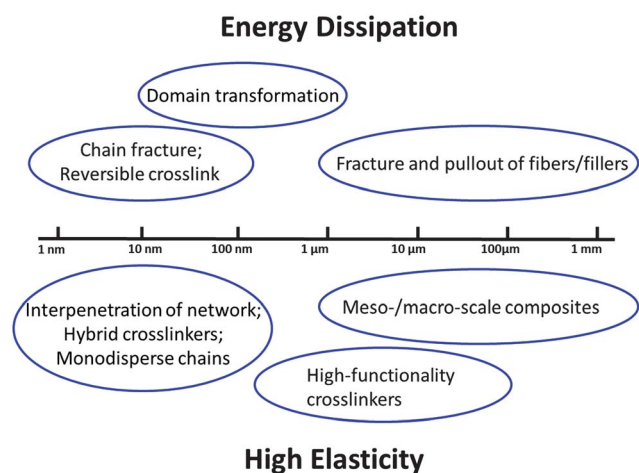 Energy Dissipation
Domain transformation
Chain fracture;
Reversible crosslink
Fracture and pullout of fibers/fillers
1 nm 10 nm 100 nm 1 µm 10 µm 100µm 1 mm
Interpenetration of network;
Hybrid crosslinkers;
Monodisperse chains
Meso-/macro-scale composites
High-functionality
crosslinkers
High Elasticity